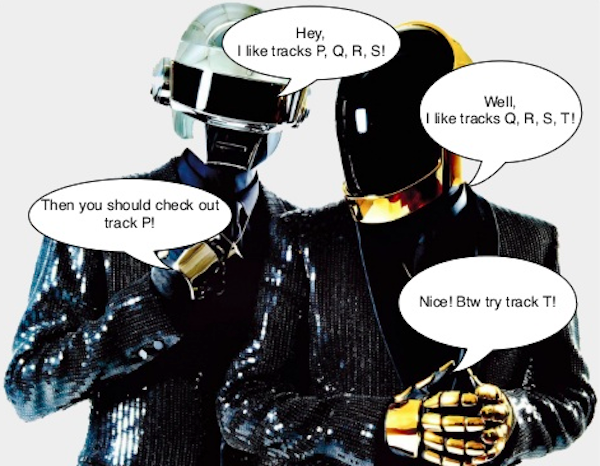 Hey,
I like tracks P, Q, R, S!
Well,
I like tracks Q, R, S, T!
Then you should check out
track P!
Nice! Btw try track T!